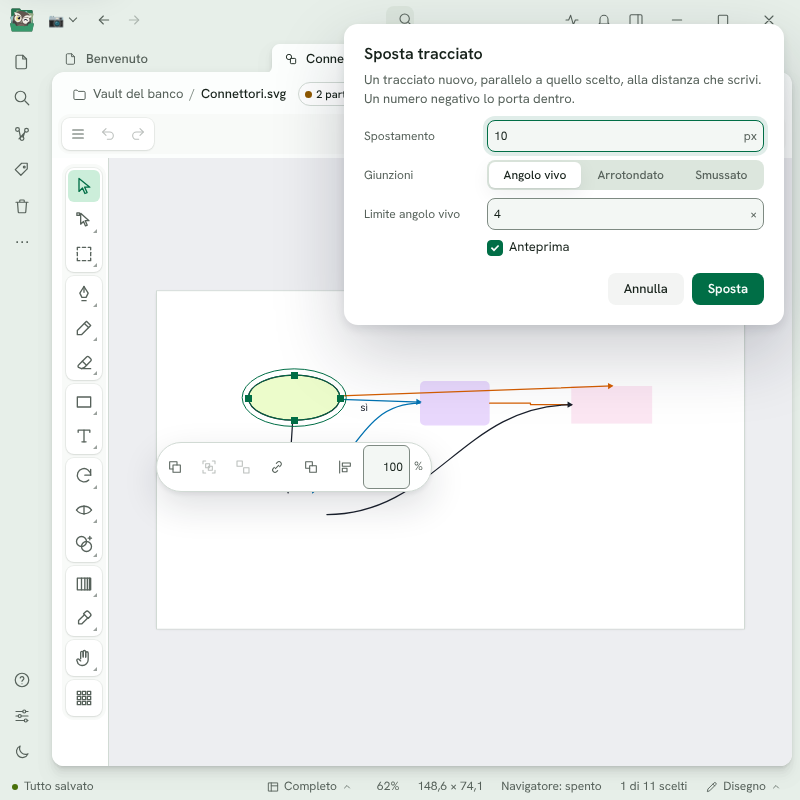 Benvenuto
Conne
Vault del banco / Connettori.svg
2 part
Sposta tracciato
Un tracciato nuovo, parallelo a quello scelto, alla distanza che scrivi.
Un numero negativo lo porta dentro.
Spostamento
10
px
Giunzioni
Angolo vivo
Arrotondato
Smussato
Limite angolo vivo
4
×
Anteprima
Annulla
Sposta
sì
100
%
Tutto salvato
Completo
62%
148,6 × 74,1
Navigatore: spento
1 di 11 scelti
Disegno